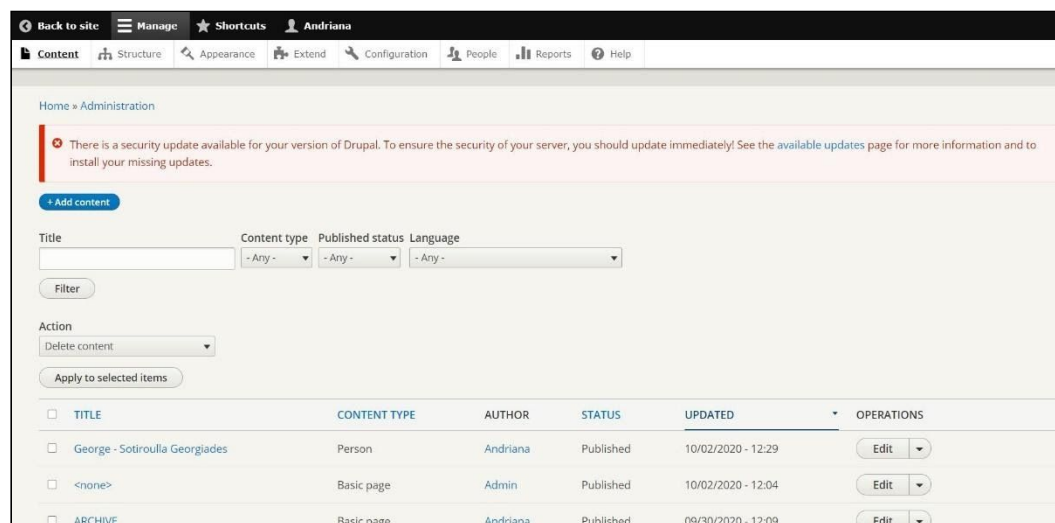 Back to site Manage Shortcuts Andriana
Content Structure Appearance Extend Configuration People Reports Help
Home » Administration
There is a security update available for your version of Drupal. To ensure the security of your server, you should update immediately! See the available updates page for more information and to
install your missing updates.
+ Add content
Title Content type Published status Language
- Any - - Any - - Any -
Filter
Action
Delete content
Apply to selected items
TITLE CONTENT TYPE AUTHOR STATUS UPDATED OPERATIONS
George - Sotiroulla Georgiades Person Andriana Published 10/02/2020 - 12:29 Edit
<none> Basic page Admin Published 10/02/2020 - 12:04 Edit
ARCHIVE Basic page Andriana Published 09/30/2020 - 12:09 Edit